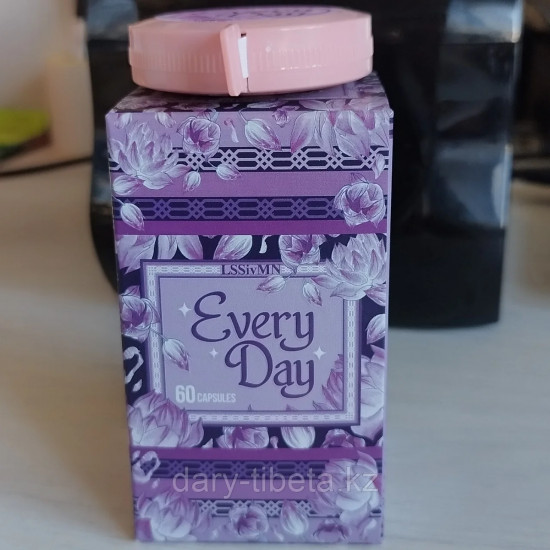 LSSivMN
Every
Day
60 CAPSULES
dary-tibeta.kz